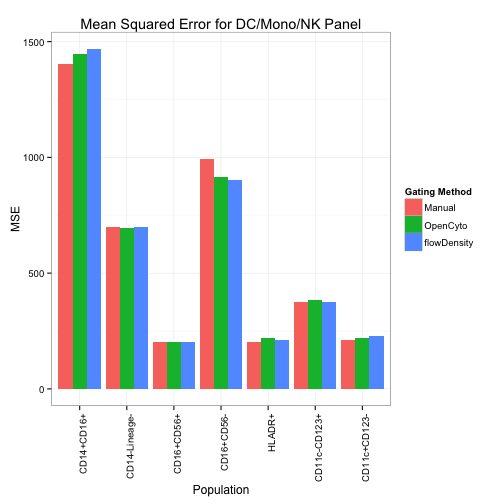 Mean Squared Error for DC/Mono/NK Panel
1500
1000
500
0
MSE
CD14+CD16+
CD14-Lineage-
CD16+CD56+
CD16+CD56-
HLADR+
CD11c-CD123+
CD11c+CD123-
Population
Gating Method
Manual
OpenCyto
flowDensity